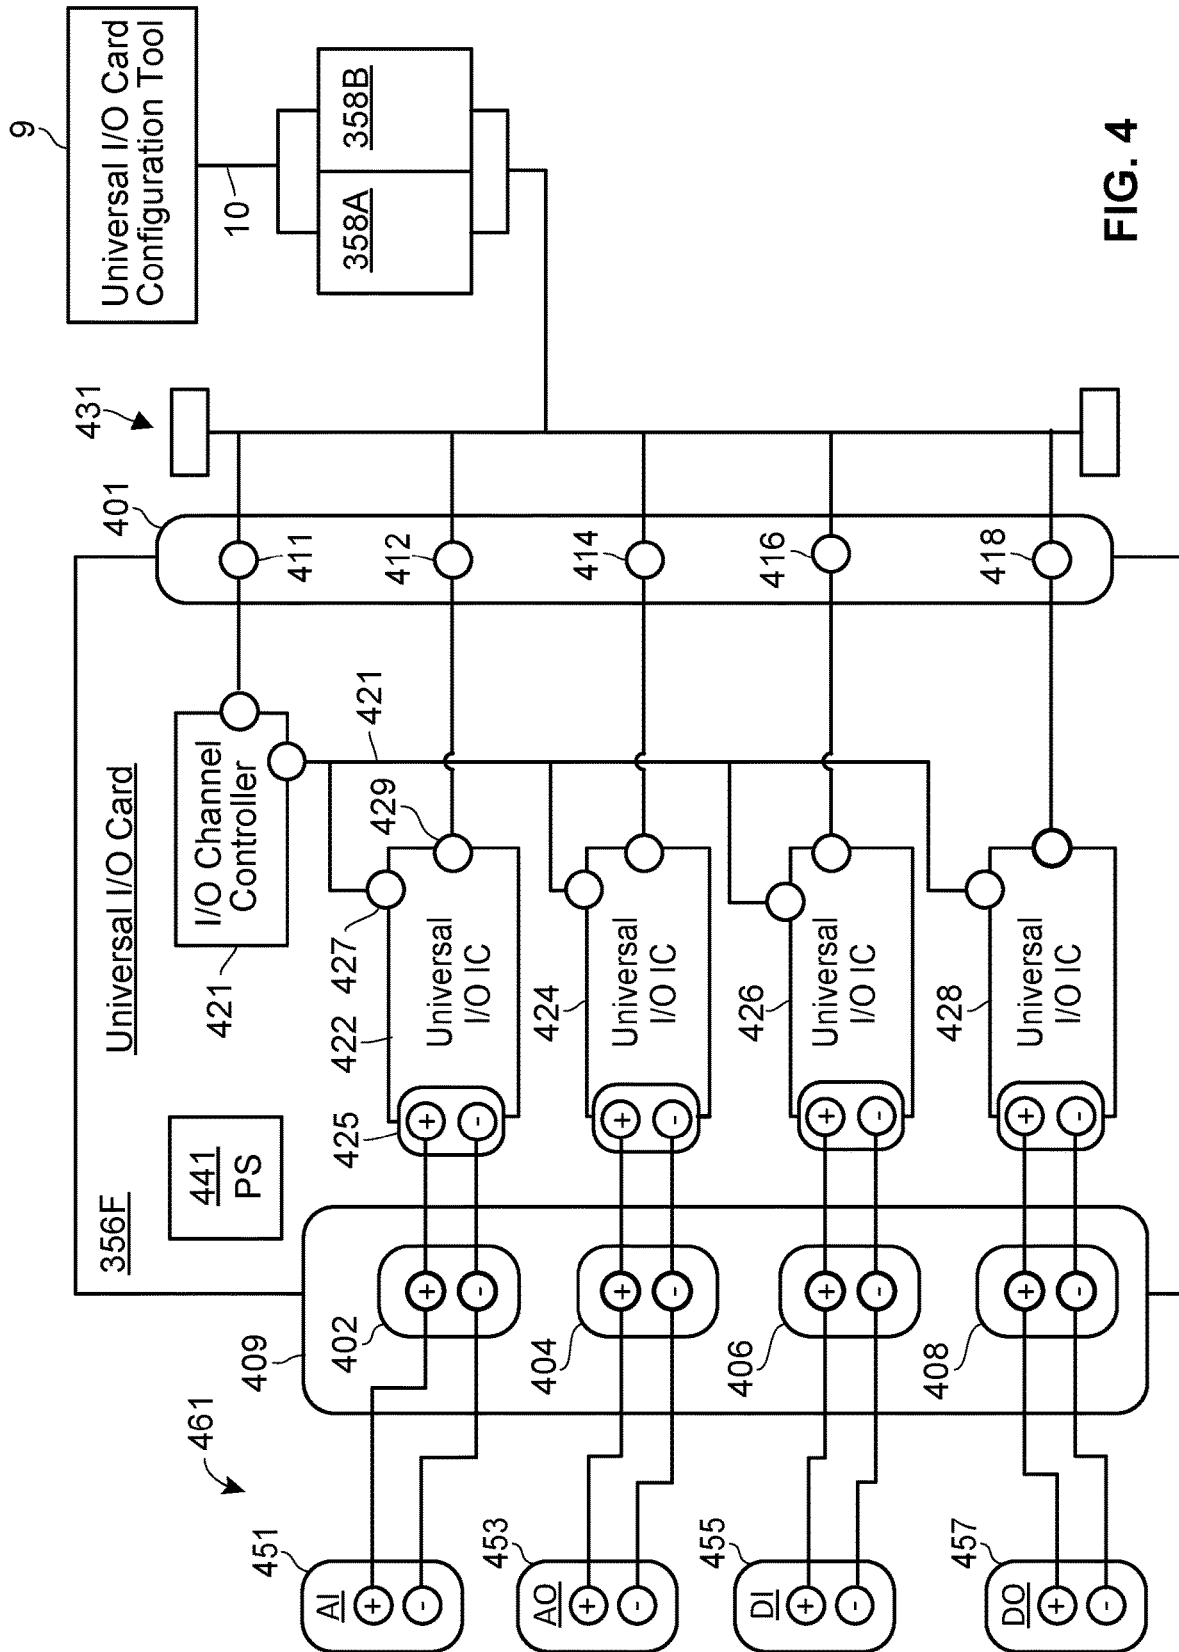 9
Universal I/O Card
Configuration Tool
10
358A
358B
431
401
411
412
414
416
418
356F
Universal I/O Card
441
PS
I/O Channel
Controller
421
421
409
461
402
404
406
408
422
425
427
429
Universal
I/O IC
424
Universal
I/O IC
426
Universal
I/O IC
428
Universal
I/O IC
+
-
+
-
+
-
+
-
+
-
+
-
+
-
+
-
451
AI
+
-
453
AO
+
-
455
DI
+
-
457
DO
+
-
FIG. 4